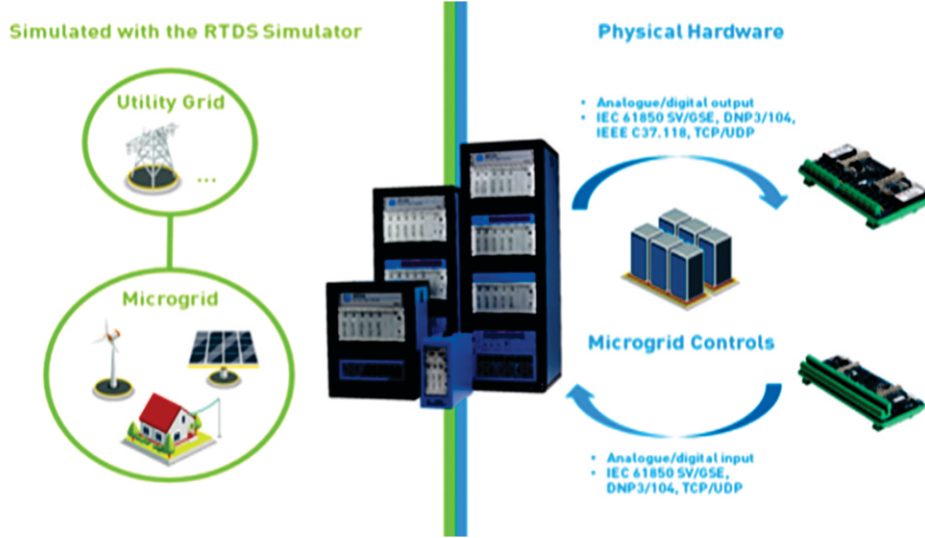 Simulated with the RTDS Simulator
Utility Grid
...
Microgrid
Physical Hardware
• Analogue/digital output
• IEC 61850 SV/GSE, DNP3/104,
IEEE C37.118, TCP/UDP
Microgrid Controls
• Analogue/digital input
• IEC 61850 SV/GSE,
DNP3/104, TCP/UDP